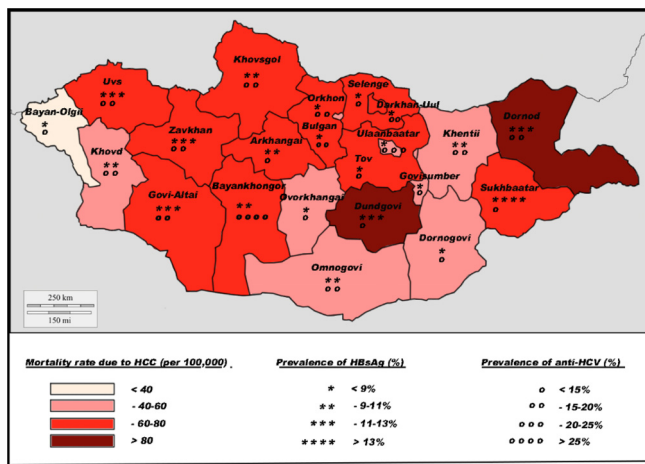 Khovsgol
Uvs
* * *
o o
* *
o o
Selenge
*
o
Orkhon
*
o o
Darkhan-Uul
*
o o
Bayan-Olgii
*
o
Zavkhan
* * *
o o
Arkhangai
* *
o
Bulgan
*
o o
Ulaanbaatar
*
o o o
Khentii
* *
o o
Dornod
* * *
o o
Khovd
* *
o o
Tov
*
o
Govisumber
*
o
Govi-Altai
* * *
o o
Bayankhongor
* *
o o o o
Ovorkhangai
*
o
Dundgovi
* * *
o
Sukhbaatar
* * * *
o
Dornogovi
*
o
Omnogovi
* *
o o
250 km
150 mi
Mortality rate due to HCC (per 100,000) .
< 40
- 40-60
- 60-80
> 80
Prevalence of HBsAg (%)
* < 9%
** - 9-11%
*** - 11-13%
**** > 13%
Prevalence of anti-HCV (%)
o < 15%
o o - 15-20%
o o o - 20-25%
o o o o > 25%